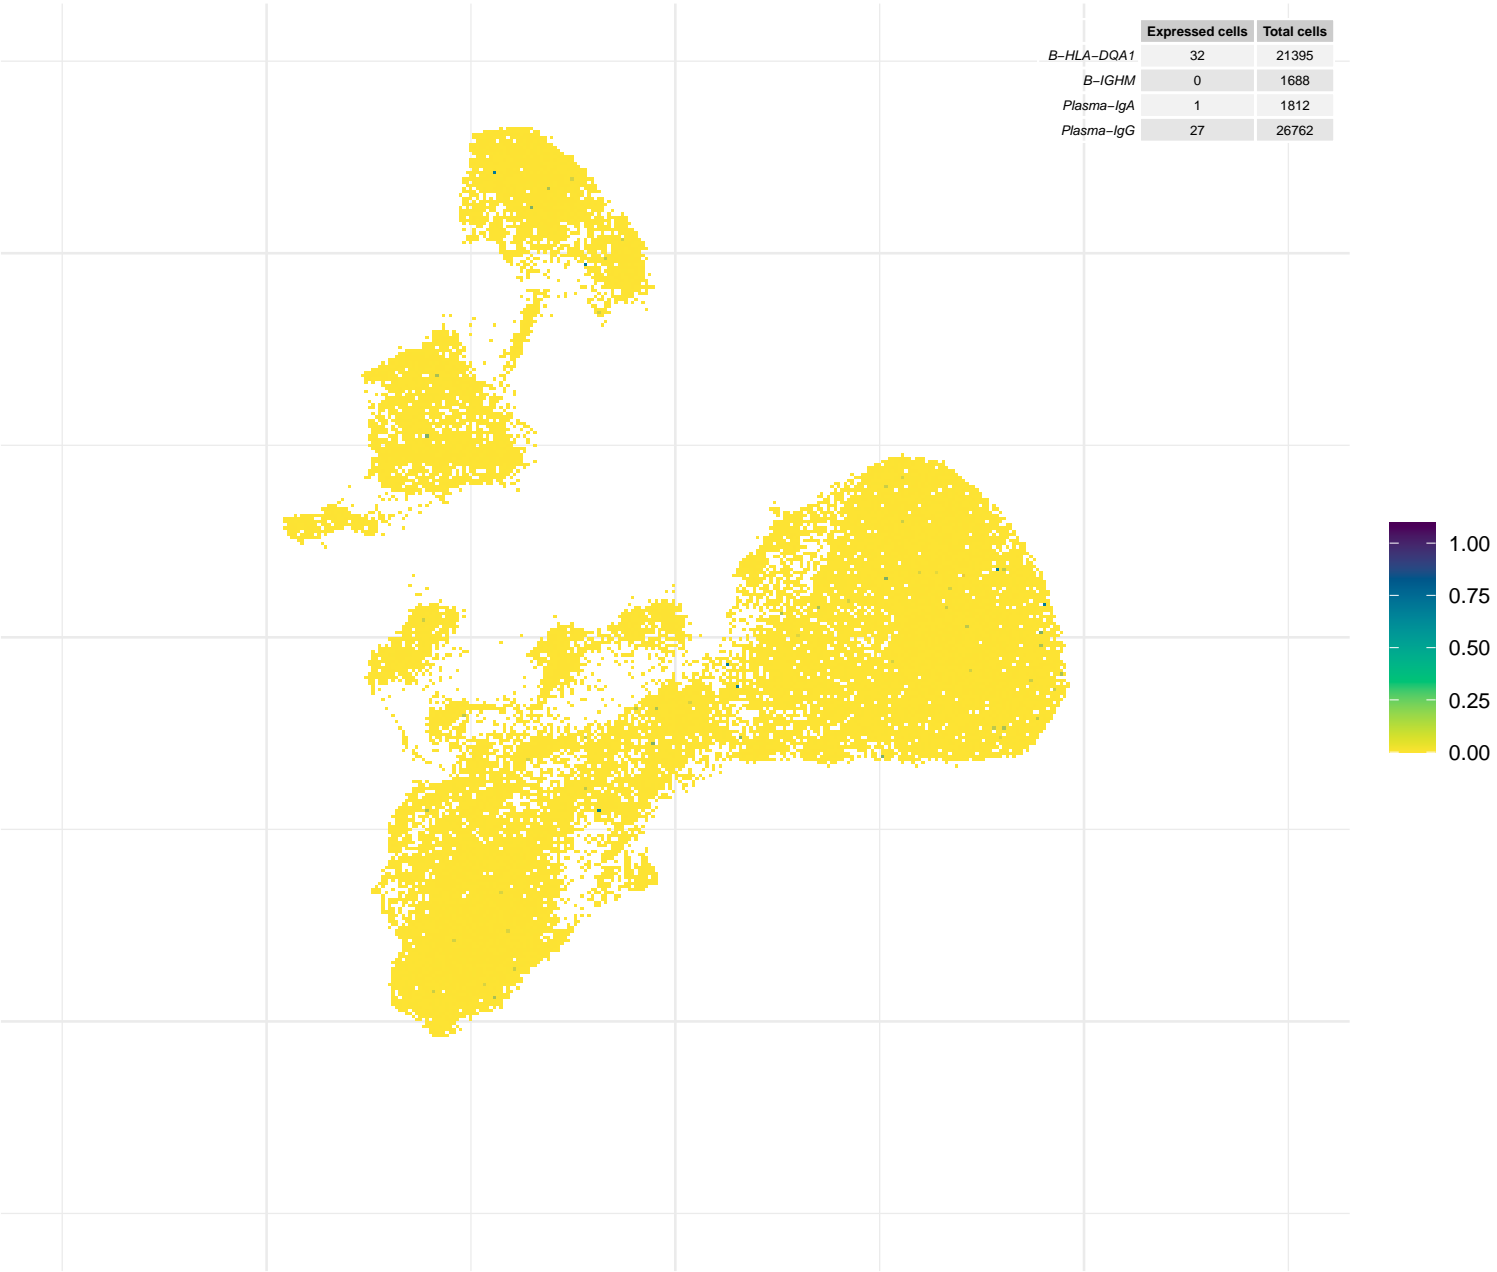 Expressed cells Total cells
B−HLA−DQA1 32 21395
B−IGHM 0 1688
Plasma−IgA 1 1812
Plasma−IgG 27 26762
1.00
0.75
0.50
0.25
0.00